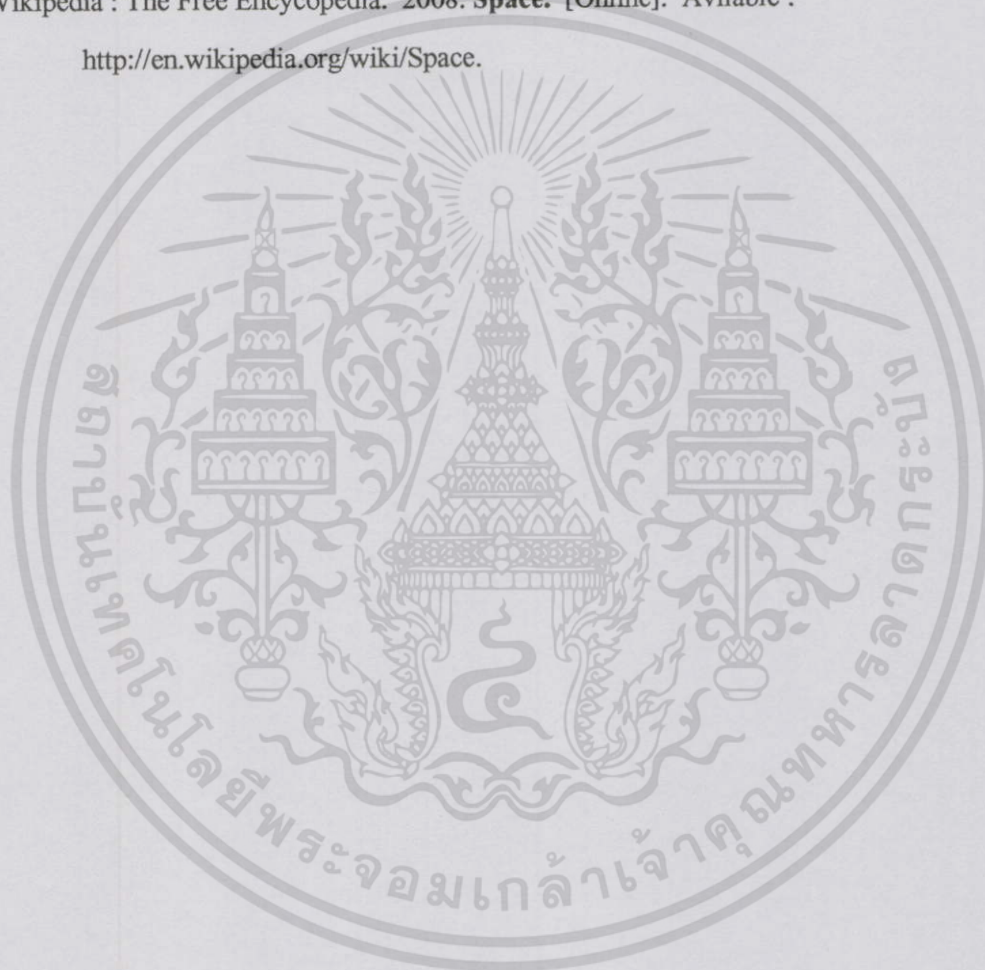 Wikipedia : The Free Encycopedia. 2008. Space. [Online]. Avilable :
http://en.wikipedia.org/wiki/Space.
สถาบันเทคโนโลยีพระจอมเกล้าเจ้าคุณทหารลาดกระบัง
๔